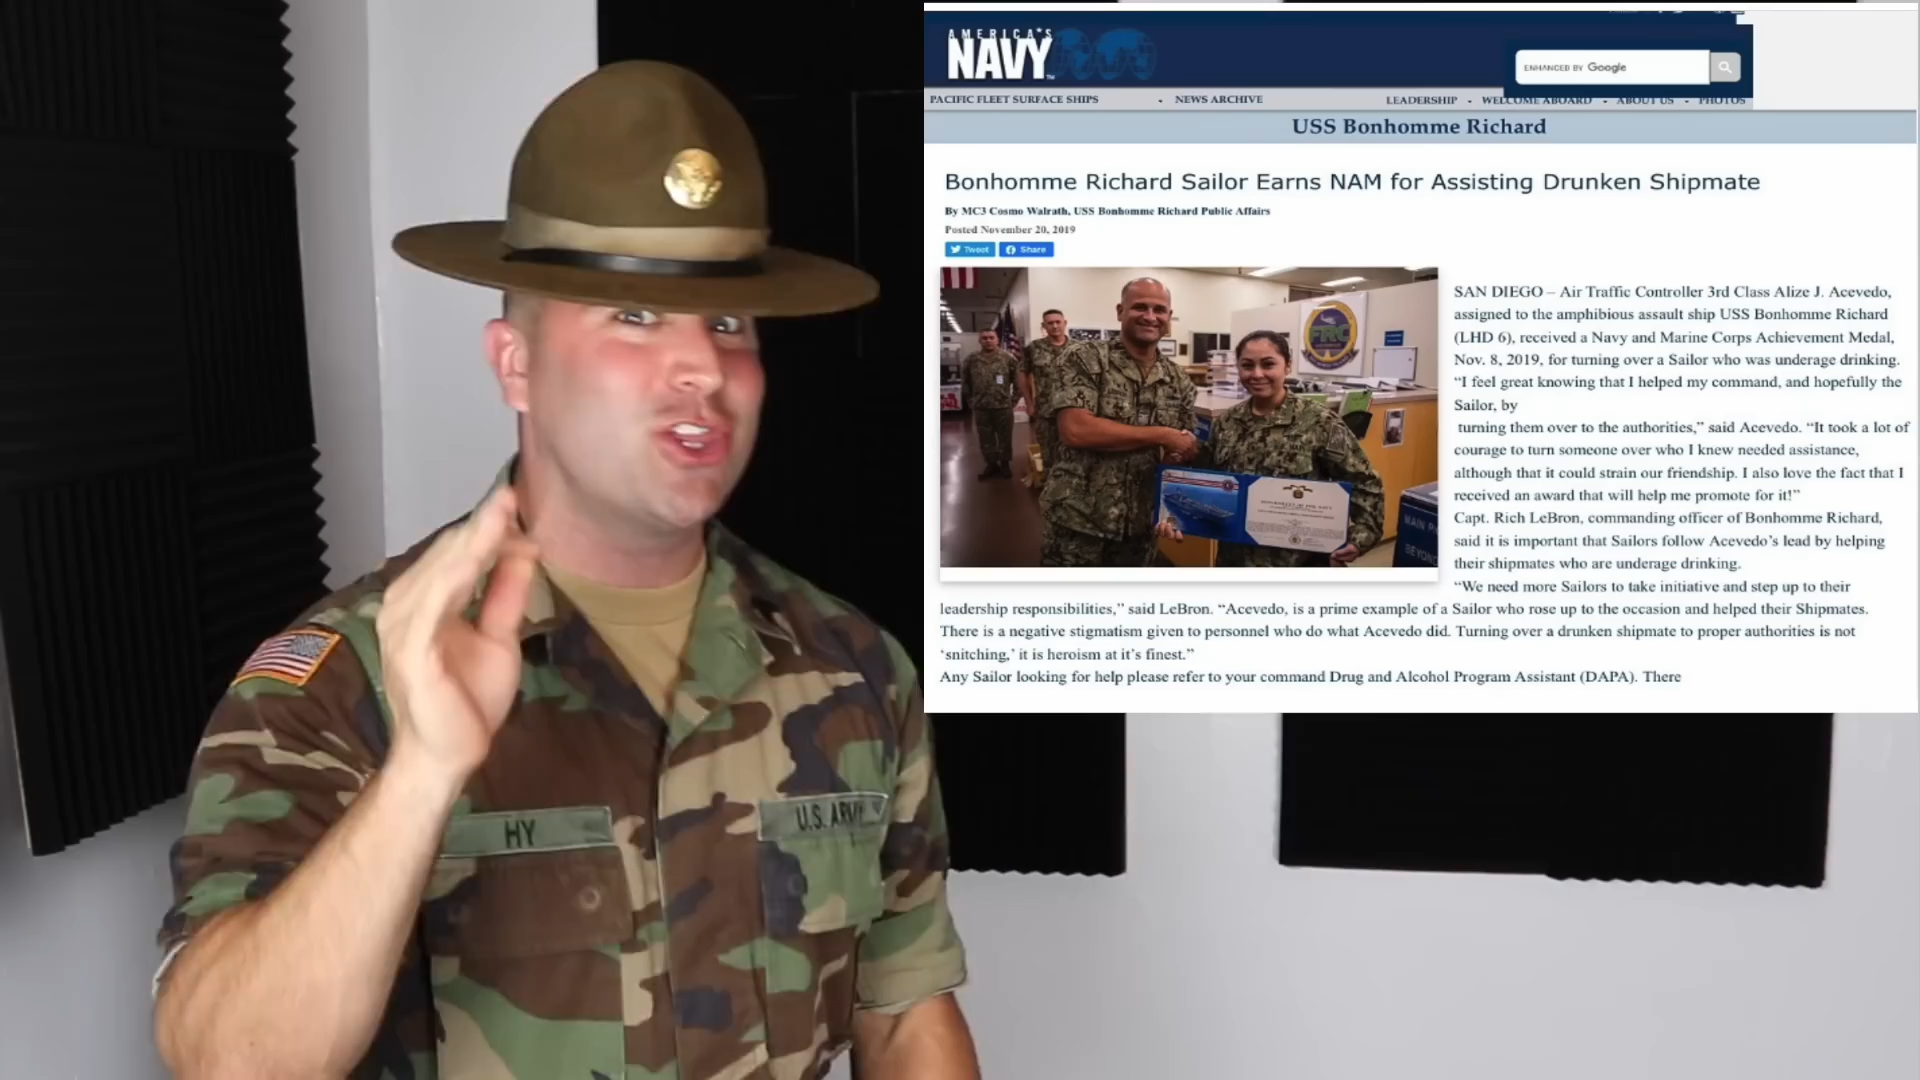 HY
U.S. ARMY
AMERICA'S
NAVY
ENHANCED BY Google
PACIFIC FLEET SURFACE SHIPS - NEWS ARCHIVE LEADERSHIP - WELCOME ABOARD - ABOUT US - PHOTOS
USS Bonhomme Richard
Bonhomme Richard Sailor Earns NAM for Assisting Drunken Shipmate
By MC3 Cosmo Walrath, USS Bonhomme Richard Public Affairs
Posted November 20, 2019
Tweet Share
FRC
SAN DIEGO – Air Traffic Controller 3rd Class Alize J. Acevedo,
assigned to the amphibious assault ship USS Bonhomme Richard
(LHD 6), received a Navy and Marine Corps Achievement Medal,
Nov. 8, 2019, for turning over a Sailor who was underage drinking.
“I feel great knowing that I helped my command, and hopefully the
Sailor, by
turning them over to the authorities,” said Acevedo. “It took a lot of
courage to turn someone over who I knew needed assistance,
although that it could strain our friendship. I also love the fact that I
received an award that will help me promote for it!”
Capt. Rich LeBron, commanding officer of Bonhomme Richard,
said it is important that Sailors follow Acevedo’s lead by helping
their shipmates who are underage drinking.
“We need more Sailors to take initiative and step up to their
leadership responsibilities,” said LeBron. “Acevedo, is a prime example of a Sailor who rose up to the occasion and helped their Shipmates.
There is a negative stigmatism given to personnel who do what Acevedo did. Turning over a drunken shipmate to proper authorities is not
‘snitching,’ it is heroism at it’s finest.”
Any Sailor looking for help please refer to your command Drug and Alcohol Program Assistant (DAPA). There